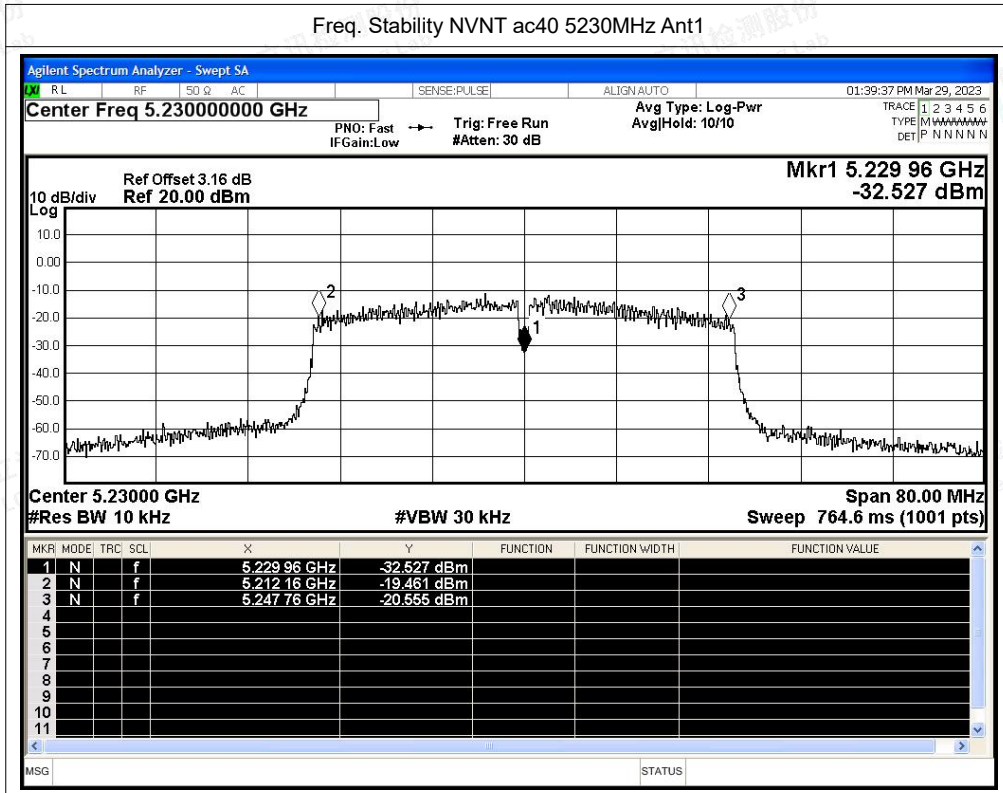 Freq. Stability NVNT ac40 5230MHz Ant1
Agilent Spectrum Analyzer - Swept SA
LXI RL RF 50 Ω AC SENSE:PULSE ALIGN AUTO 01:39:37 PM Mar 29, 2023
Center Freq 5.230000000 GHz
PNO: Fast
IFGain:Low
Trig: Free Run
#Atten: 30 dB
Avg Type: Log-Pwr
Avg|Hold: 10/10
TRACE 1 2 3 4 5 6
TYPE M
DET P N N N N N
Mkr1 5.229 96 GHz
-32.527 dBm
Ref Offset 3.16 dB
10 dB/div Ref 20.00 dBm
Log
10.0
0.00
-10.0
-20.0
-30.0
-40.0
-50.0
-60.0
-70.0
2
1
3
Center 5.23000 GHz Span 80.00 MHz
#Res BW 10 kHz #VBW 30 kHz Sweep 764.6 ms (1001 pts)
MKR MODE TRC SCL X Y FUNCTION FUNCTION WIDTH FUNCTION VALUE
1 N f 5.229 96 GHz -32.527 dBm
2 N f 5.212 16 GHz -19.461 dBm
3 N f 5.247 76 GHz -20.555 dBm
4
5
6
7
8
9
10
11
MSG STATUS